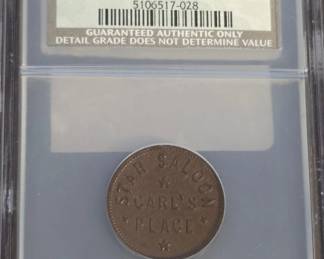 5106517-028
GUARANTEED AUTHENTIC ONLY
DETAIL GRADE DOES NOT DETERMINE VALUE
STAR SALOON
CARL'S
PLACE